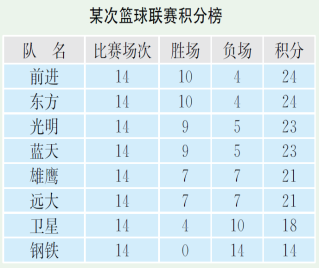 某次篮球联赛积分榜
队 名 比赛场次 胜场 负场 积分
前进 14 10 4 24
东方 14 10 4 24
光明 14 9 5 23
蓝天 14 9 5 23
雄鹰 14 7 7 21
远大 14 7 7 21
卫星 14 4 10 18
钢铁 14 0 14 14